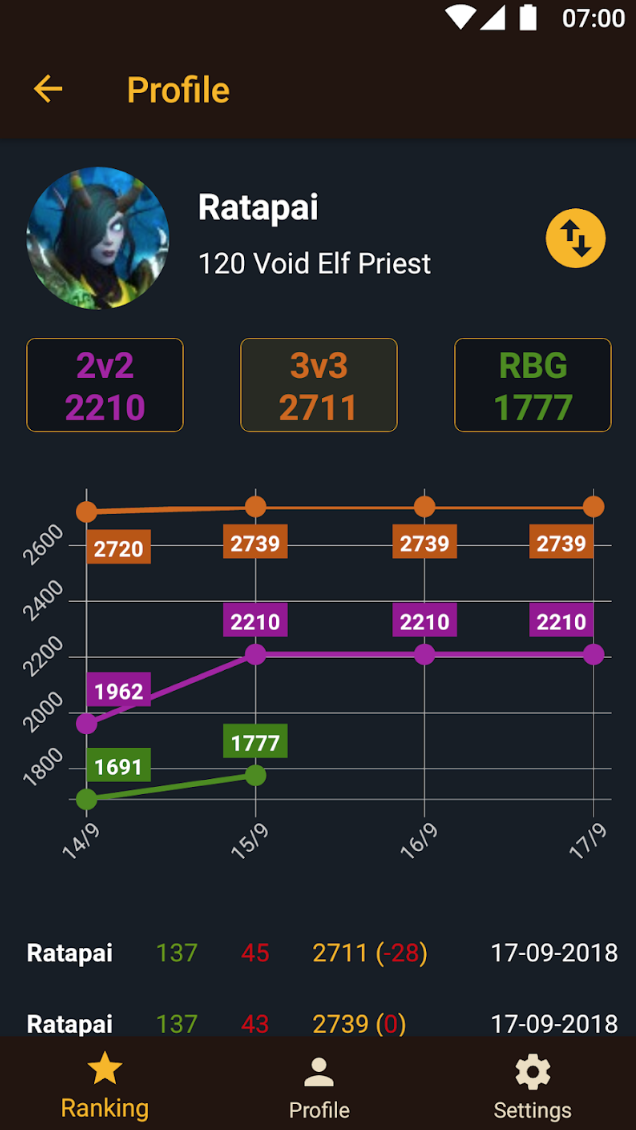 07:00
Profile
Ratapai
120 Void Elf Priest
2v2 3v3 RBG
2210 2711 1777
2600
2720 2739 2739 2739
2400
2210 2210 2210
2200
1962
2000
1777
1800
1691
14/9 15/9 16/9 17/9
Ratapai 137 45 2711 (-28) 17-09-2018
Ratapai 137 43 2739 (0) 17-09-2018
Ranking Profile Settings